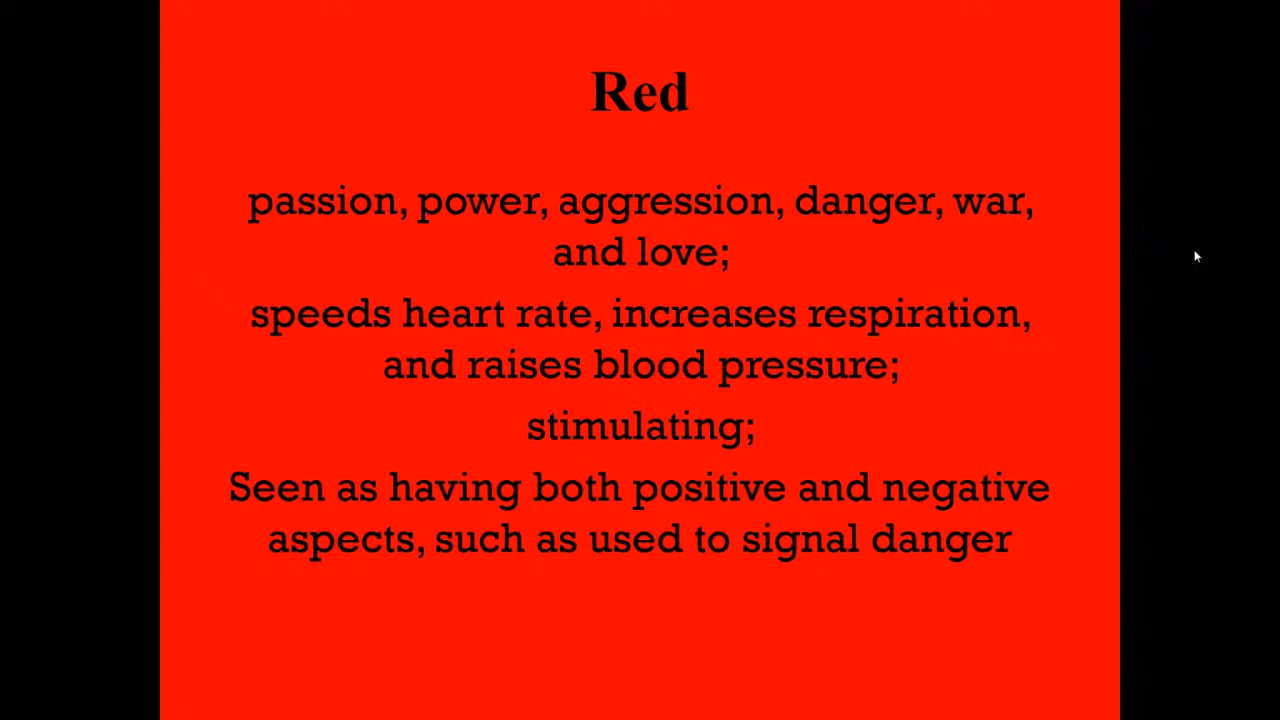 Red
passion, power, aggression, danger, war,
and love;
speeds heart rate, increases respiration,
and raises blood pressure;
stimulating;
Seen as having both positive and negative
aspects, such as used to signal danger